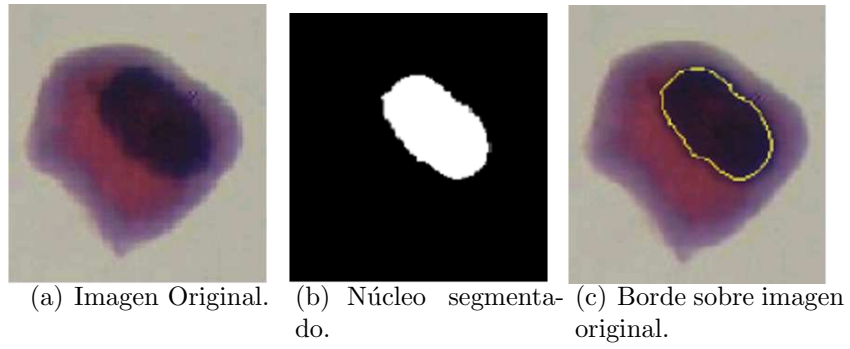 (a) Imagen Original.
(b) Núcleo segmenta-
do.
(c) Borde sobre imagen
original.